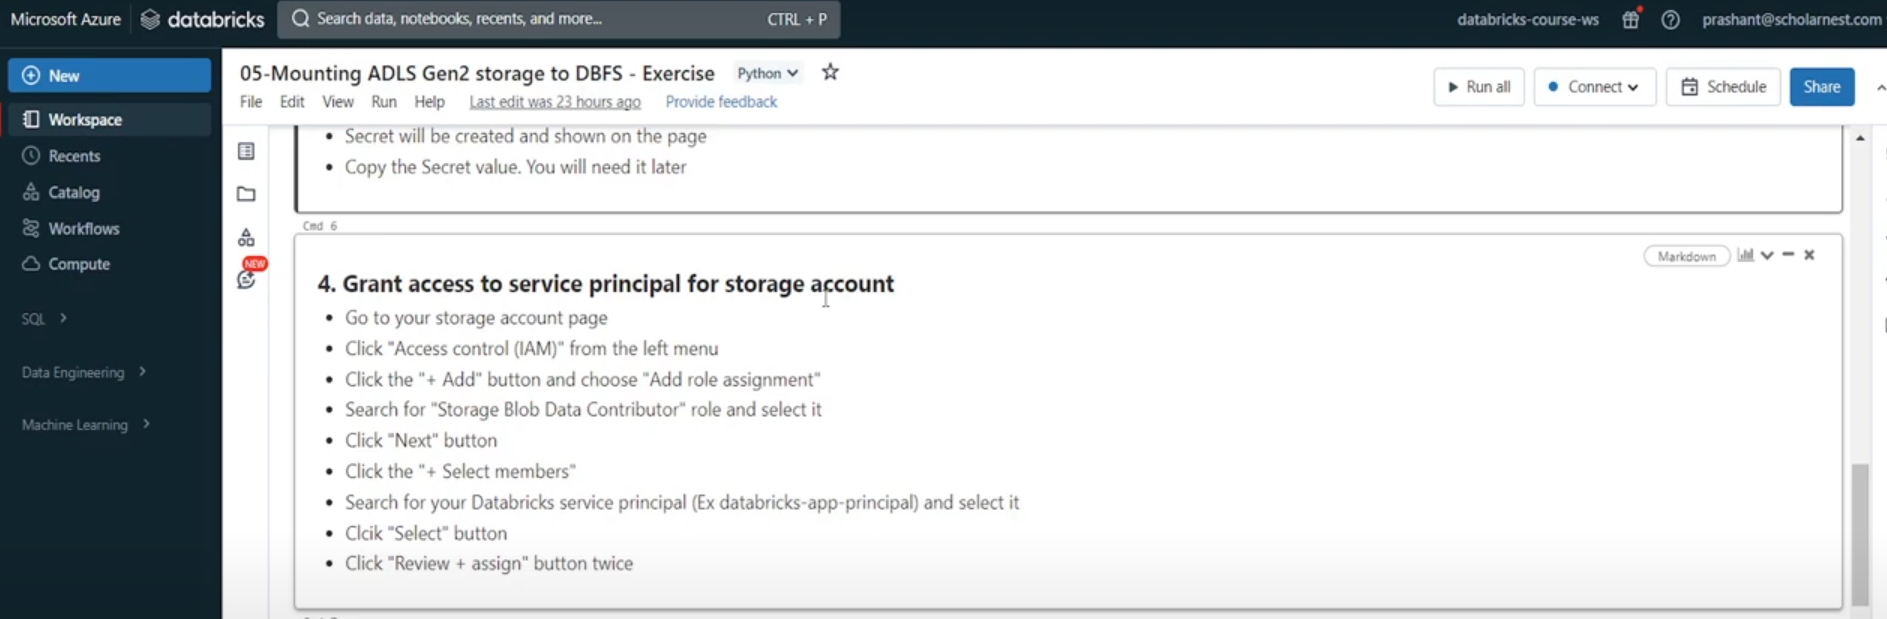 Microsoft Azure
databricks
Search data, notebooks, recents, and more...
CTRL + P
databricks-course-ws
prashant@scholarnest.com
New
Workspace
Recents
Catalog
Workflows
Compute
SQL
Data Engineering
Machine Learning
05-Mounting ADLS Gen2 storage to DBFS - Exercise
Python
File Edit View Run Help Last edit was 23 hours ago Provide feedback
Run all
Connect
Schedule
Share
NEW
• Secret will be created and shown on the page
• Copy the Secret value. You will need it later
Cmd 6
Markdown
4. Grant access to service principal for storage account
• Go to your storage account page
• Click "Access control (IAM)" from the left menu
• Click the "+ Add" button and choose "Add role assignment"
• Search for "Storage Blob Data Contributor" role and select it
• Click "Next" button
• Click the "+ Select members"
• Search for your Databricks service principal (Ex databricks-app-principal) and select it
• Clcik "Select" button
• Click "Review + assign" button twice